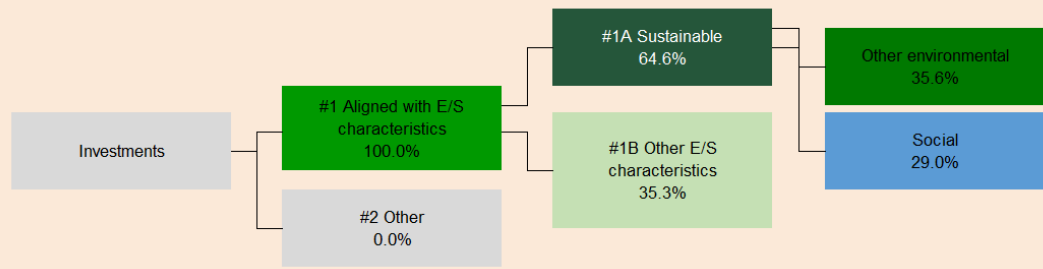 Investments
#1 Aligned with E/S
characteristics
100.0%
#2 Other
0.0%
#1A Sustainable
64.6%
#1B Other E/S
characteristics
35.3%
Other environmental
35.6%
Social
29.0%